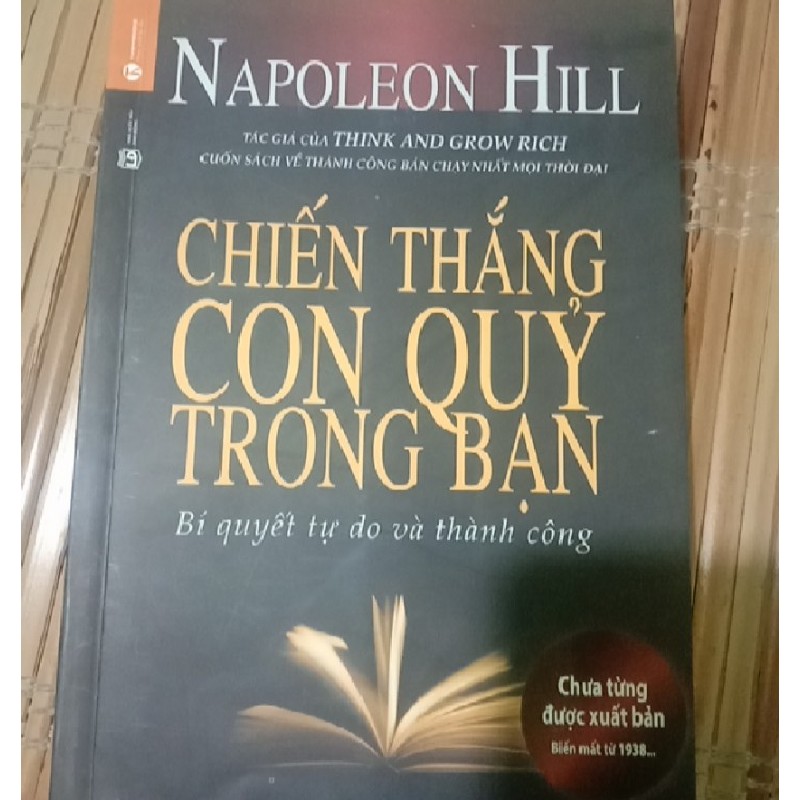 NAPOLEON HILL
TÁC GIẢ CỦA THINK AND GROW RICH
CUỐN SÁCH VỀ THÀNH CÔNG BÁN CHẠY NHẤT MỌI THỜI ĐẠI
CHIẾN THẮNG
CON QUỶ
TRONG BẠN
Bí quyết tự do và thành công
Chưa từng
được xuất bản
Biến mất từ 1938...